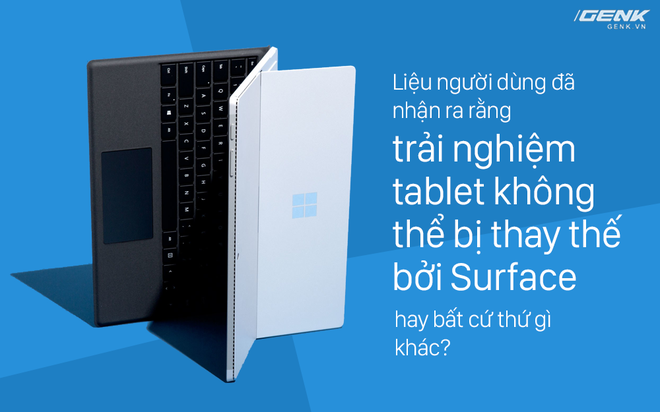 GENK
GENK.VN
Liệu người dùng đã
nhận ra rằng
trải nghiệm
tablet không
thể bị thay thế
bởi Surface
hay bất cứ thứ gì
khác?